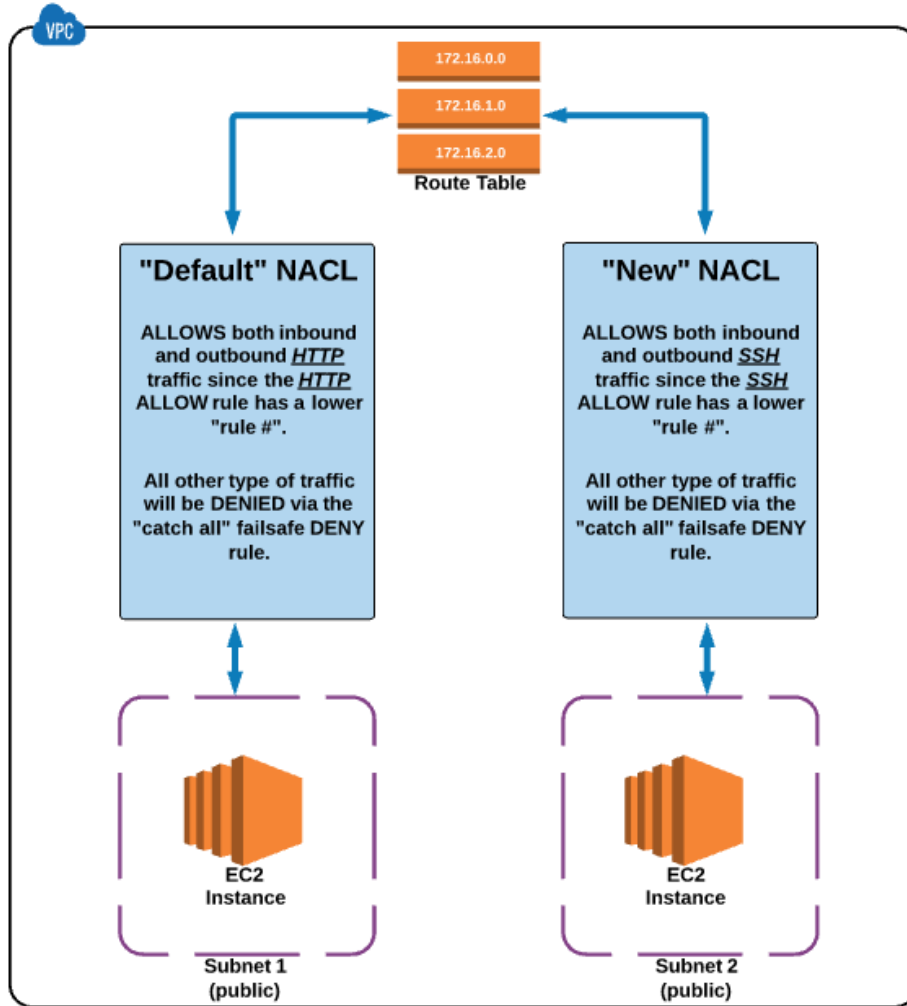 VPC
172.16.0.0
172.16.1.0
172.16.2.0
Route Table
"Default" NACL
ALLOWS both inbound
and outbound HTTP
traffic since the HTTP
ALLOW rule has a lower
"rule #".
All other type of traffic
will be DENIED via the
"catch all" failsafe DENY
rule.
"New" NACL
ALLOWS both inbound
and outbound SSH
traffic since the SSH
ALLOW rule has a lower
"rule #".
All other type of traffic
will be DENIED via the
"catch all" failsafe DENY
rule.
EC2
Instance
Subnet 1
(public)
EC2
Instance
Subnet 2
(public)